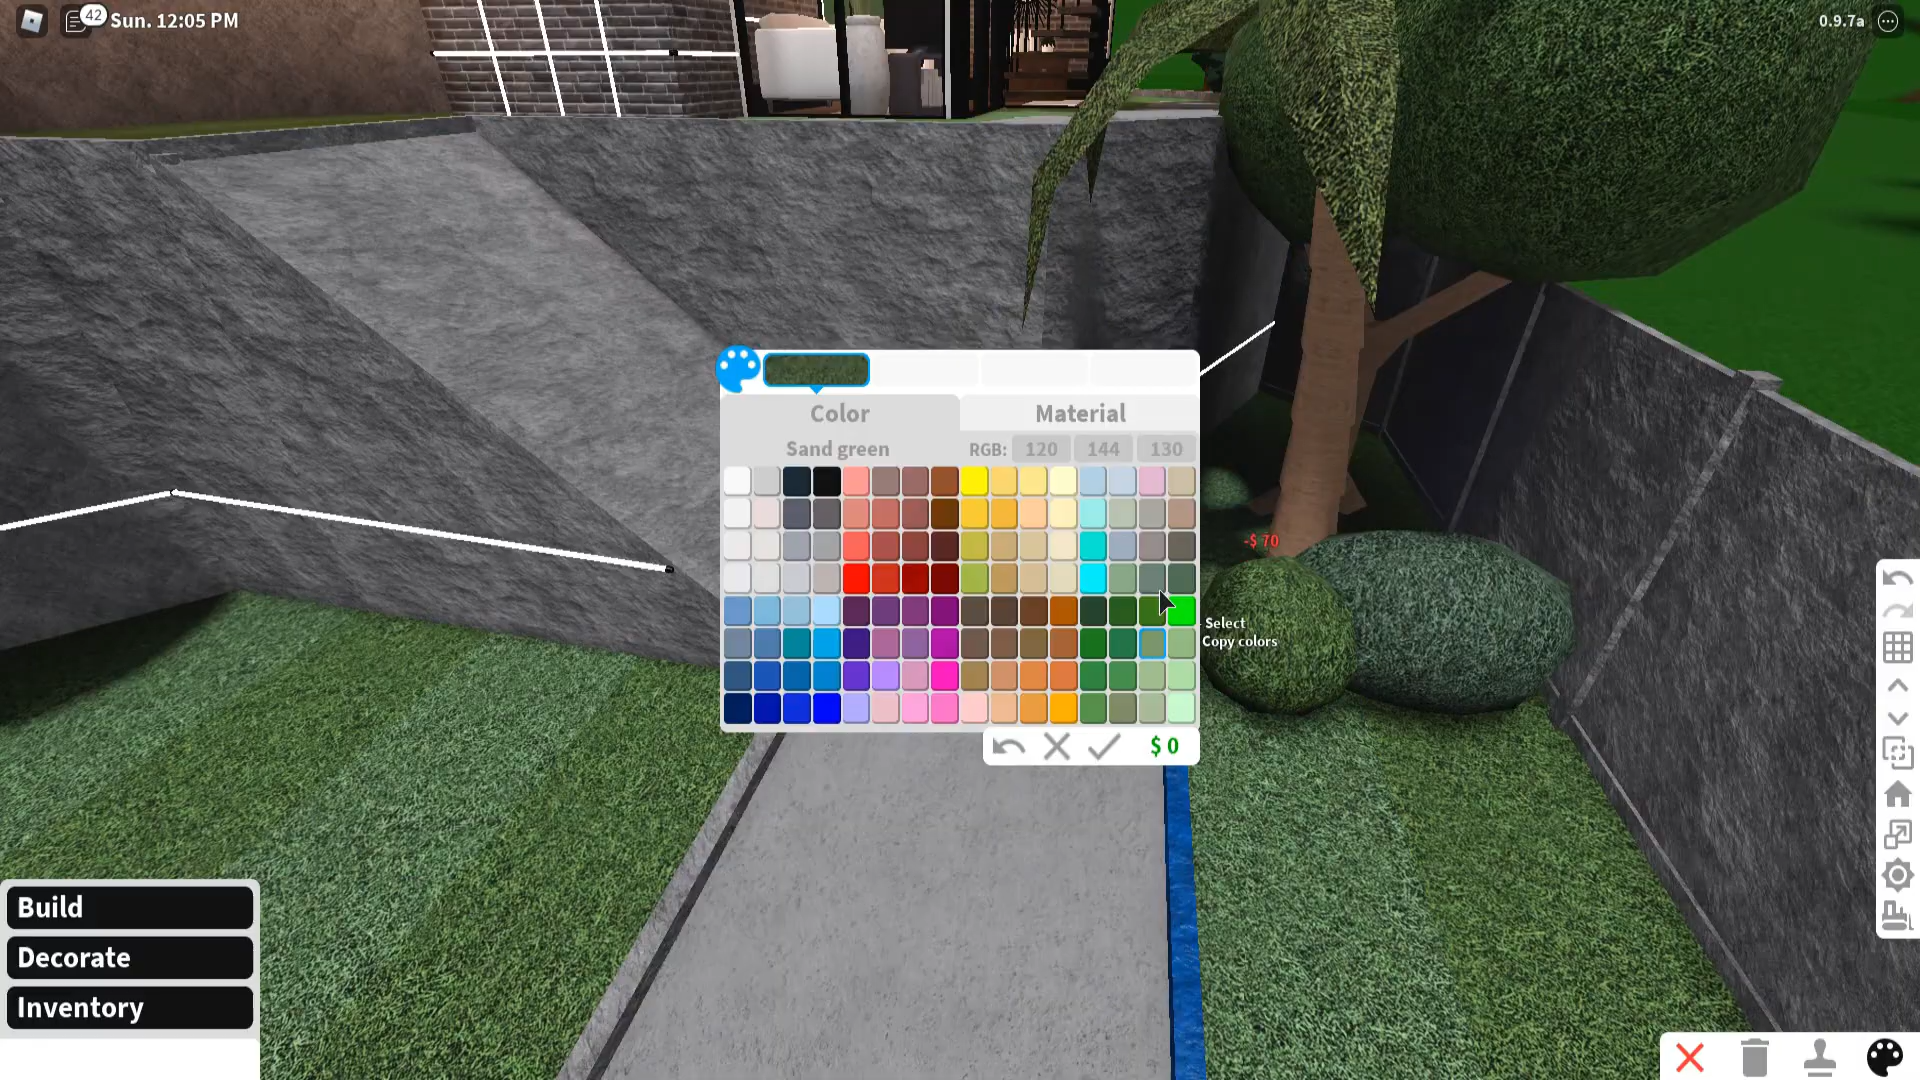 42 Sun. 12:05 PM
0.9.7a
Color
Material
Sand green
RGB: 120 144 130
-$ 70
Select
Copy colors
$ 0
Build
Decorate
Inventory